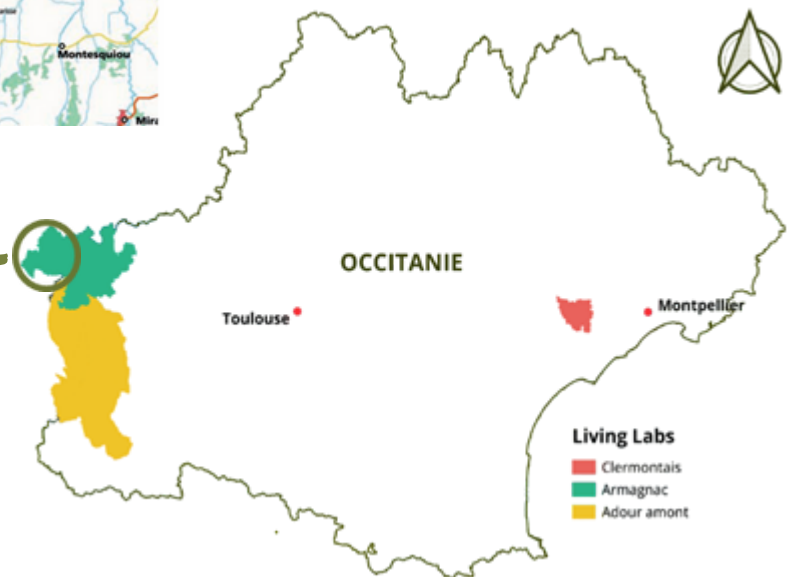 Montesquiou
OCCITANIE
Toulouse
Montpellier
Living Labs
Clermontais
Armagnac
Adour amont